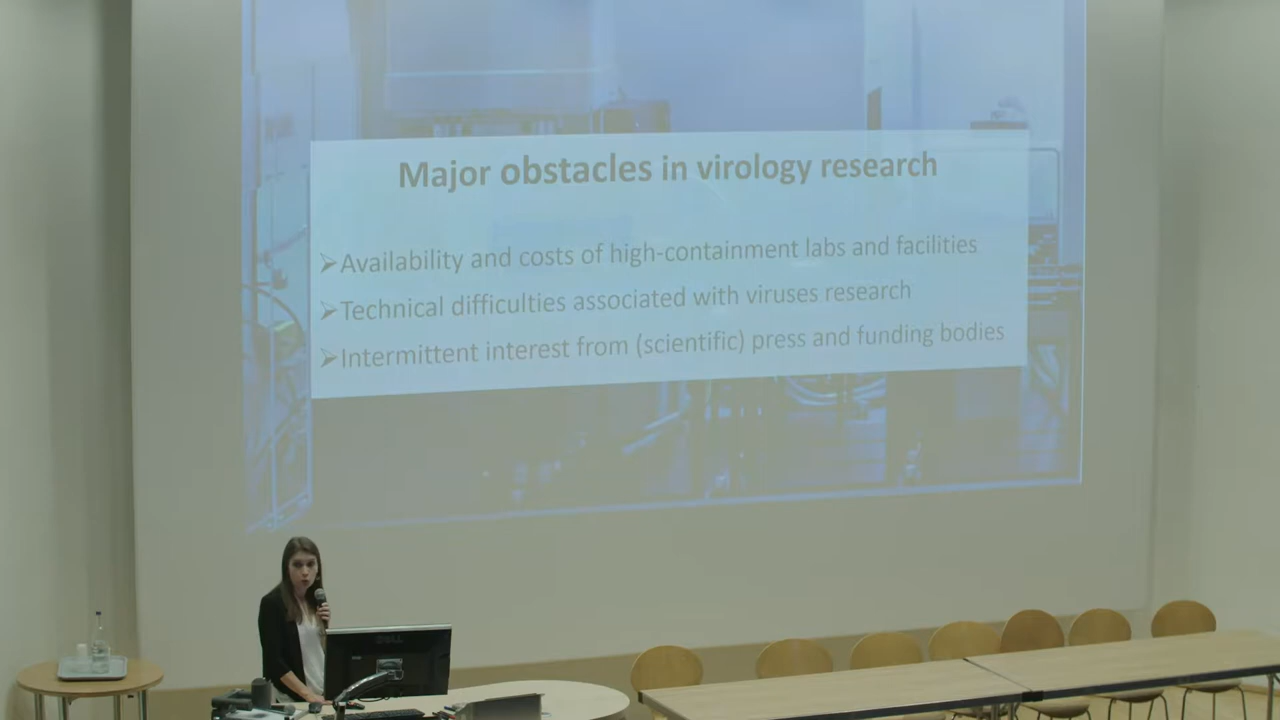 Major obstacles in virology research
➢Availability and costs of high-containment labs and facilities
➢Technical difficulties associated with viruses research
➢Intermittent interest from (scientific) press and funding bodies
DELL